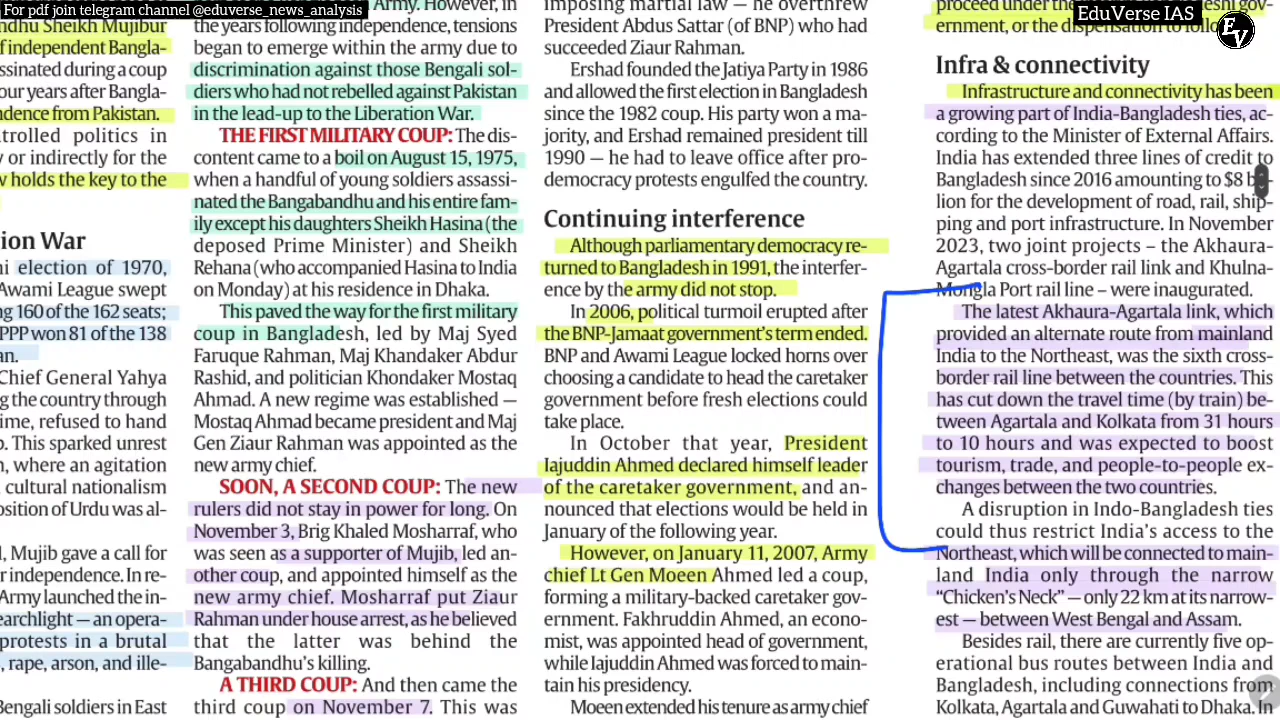 For pdf join telegram channel @eduverse_news_analysis
EduVerse IAS
EV
ndhu Sheikh Mujibur
f independent Bangla-
ssinated during a coup
our years after Bangla-
ndence from Pakistan.
trolled politics in
y or indirectly for the
w holds the key to the
ion War
ni election of 1970,
Awami League swept
ng 160 of the 162 seats;
PPP won 81 of the 138
an.
Chief General Yahya
g the country through
ime, refused to hand
p. This sparked unrest
n, where an agitation
cultural nationalism
position of Urdu was al-
l, Mujib gave a call for
r independence. In re-
Army launched the in-
earchlight — an opera-
protests in a brutal
, rape, arson, and ille-
Bengali soldiers in East
Army. However, in
the years following independence, tensions
began to emerge within the army due to
discrimination against those Bengali sol-
diers who had not rebelled against Pakistan
in the lead-up to the Liberation War.
THE FIRST MILITARY COUP: The dis-
content came to a boil on August 15, 1975,
when a handful of young soldiers assassi-
nated the Bangabandhu and his entire fam-
ily except his daughters Sheikh Hasina (the
deposed Prime Minister) and Sheikh
Rehana (who accompanied Hasina to India
on Monday) at his residence in Dhaka.
This paved the way for the first military
coup in Bangladesh, led by Maj Syed
Faruque Rahman, Maj Khandaker Abdur
Rashid, and politician Khondaker Mostaq
Ahmad. A new regime was established —
Mostaq Ahmad became president and Maj
Gen Ziaur Rahman was appointed as the
new army chief.
SOON, A SECOND COUP: The new
rulers did not stay in power for long. On
November 3, Brig Khaled Mosharraf, who
was seen as a supporter of Mujib, led an-
other coup, and appointed himself as the
new army chief. Mosharraf put Ziaur
Rahman under house arrest, as he believed
that the latter was behind the
Bangabandhu's killing.
A THIRD COUP: And then came the
third coup on November 7. This was
imposing martial law — he overthrew
President Abdus Sattar (of BNP) who had
succeeded Ziaur Rahman.
Ershad founded the Jatiya Party in 1986
and allowed the first election in Bangladesh
since the 1982 coup. His party won a ma-
jority, and Ershad remained president till
1990 — he had to leave office after pro-
democracy protests engulfed the country.
Continuing interference
Although parliamentary democracy re-
turned to Bangladesh in 1991, the interfer-
ence by the army did not stop.
In 2006, political turmoil erupted after
the BNP-Jamaat government's term ended.
BNP and Awami League locked horns over
choosing a candidate to head the caretaker
government before fresh elections could
take place.
In October that year, President
Iajuddin Ahmed declared himself leader
of the caretaker government, and an-
nounced that elections would be held in
January of the following year.
However, on January 11, 2007, Army
chief Lt Gen Moeen Ahmed led a coup,
forming a military-backed caretaker gov-
ernment. Fakhruddin Ahmed, an econo-
mist, was appointed head of government,
while Iajuddin Ahmed was forced to main-
tain his presidency.
Moeen extended his tenure as army chief
proceed under the
ernment, or the dispensation to follo
Infra & connectivity
Infrastructure and connectivity has been
a growing part of India-Bangladesh ties, ac-
cording to the Minister of External Affairs.
India has extended three lines of credit to
Bangladesh since 2016 amounting to $8 b
lion for the development of road, rail, ship-
ping and port infrastructure. In November
2023, two joint projects – the Akhaura-
Agartala cross-border rail link and Khulna-
Mongla Port rail line – were inaugurated.
The latest Akhaura-Agartala link, which
provided an alternate route from mainland
India to the Northeast, was the sixth cross-
border rail line between the countries. This
has cut down the travel time (by train) be-
tween Agartala and Kolkata from 31 hours
to 10 hours and was expected to boost
tourism, trade, and people-to-people ex-
changes between the two countries.
A disruption in Indo-Bangladesh ties
could thus restrict India's access to the
Northeast, which will be connected to main-
land India only through the narrow
“Chicken's Neck” — only 22 km at its narrow-
est — between West Bengal and Assam.
Besides rail, there are currently five op-
erational bus routes between India and
Bangladesh, including connections from
Kolkata, Agartala and Guwahati to Dhaka. In